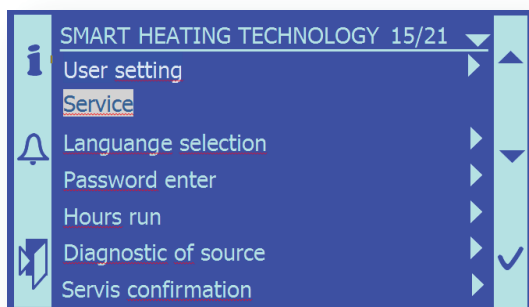 SMART HEATING TECHNOLOGY 15/21
User setting
Service
Languange selection
Password enter
Hours run
Diagnostic of source
Servis confirmation